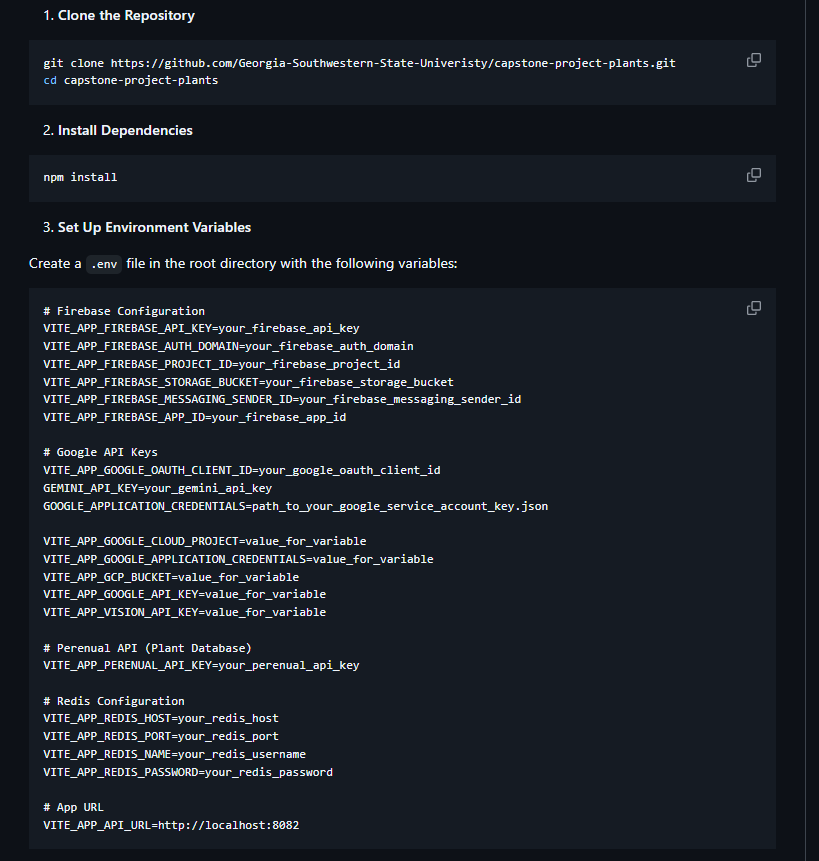 1. Clone the Repository
git clone https://github.com/Georgia-Southwestern-State-Univeristy/capstone-project-plants.git
cd capstone-project-plants
2. Install Dependencies
npm install
3. Set Up Environment Variables
Create a .env file in the root directory with the following variables:
# Firebase Configuration
VITE_APP_FIREBASE_API_KEY=your_firebase_api_key
VITE_APP_FIREBASE_AUTH_DOMAIN=your_firebase_auth_domain
VITE_APP_FIREBASE_PROJECT_ID=your_firebase_project_id
VITE_APP_FIREBASE_STORAGE_BUCKET=your_firebase_storage_bucket
VITE_APP_FIREBASE_MESSAGING_SENDER_ID=your_firebase_messaging_sender_id
VITE_APP_FIREBASE_APP_ID=your_firebase_app_id
# Google API Keys
VITE_APP_GOOGLE_OAUTH_CLIENT_ID=your_google_oauth_client_id
GEMINI_API_KEY=your_gemini_api_key
GOOGLE_APPLICATION_CREDENTIALS=path_to_your_google_service_account_key.json
VITE_APP_GOOGLE_CLOUD_PROJECT=value_for_variable
VITE_APP_GOOGLE_APPLICATION_CREDENTIALS=value_for_variable
VITE_APP_GCP_BUCKET=value_for_variable
VITE_APP_GOOGLE_API_KEY=value_for_variable
VITE_APP_VISION_API_KEY=value_for_variable
# Perenual API (Plant Database)
VITE_APP_PERENUAL_API_KEY=your_perenual_api_key
# Redis Configuration
VITE_APP_REDIS_HOST=your_redis_host
VITE_APP_REDIS_PORT=your_redis_port
VITE_APP_REDIS_NAME=your_redis_username
VITE_APP_REDIS_PASSWORD=your_redis_password
# App URL
VITE_APP_API_URL=http://localhost:8082